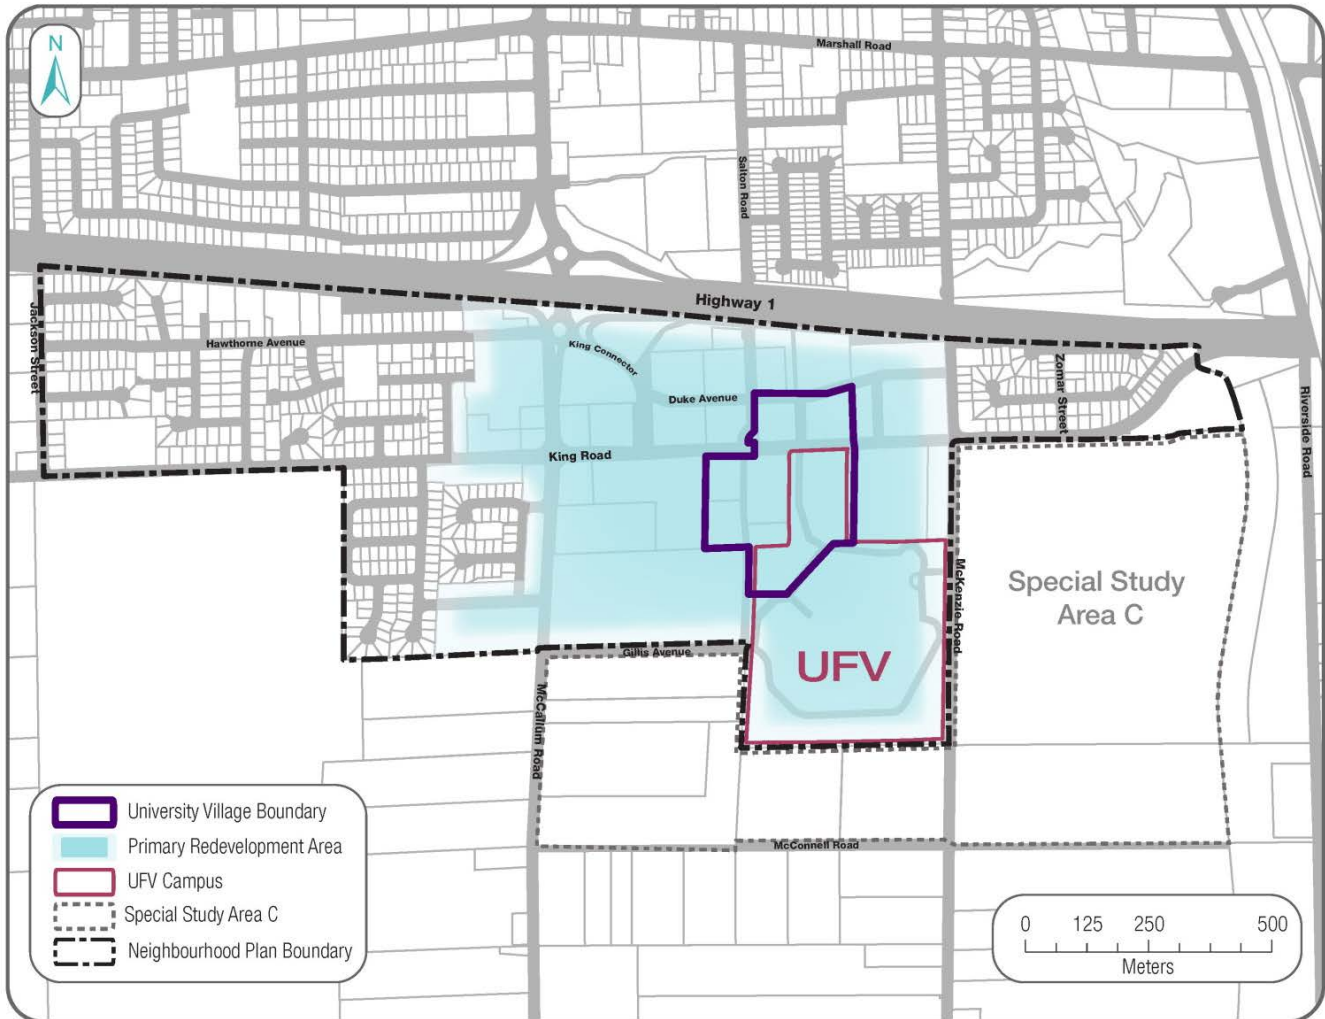 N
Marshall Road
Salton Road
Highway 1
Jackson Street
Hawthorne Avenue
King Connector
Zomar Street
Riverside Road
Duke Avenue
King Road
McKenzie Road
Special Study
Area C
Gillis Avenue
UFV
McCallum Road
McConnell Road
University Village Boundary
Primary Redevelopment Area
UFV Campus
Special Study Area C
Neighbourhood Plan Boundary
0 125 250 500
Meters